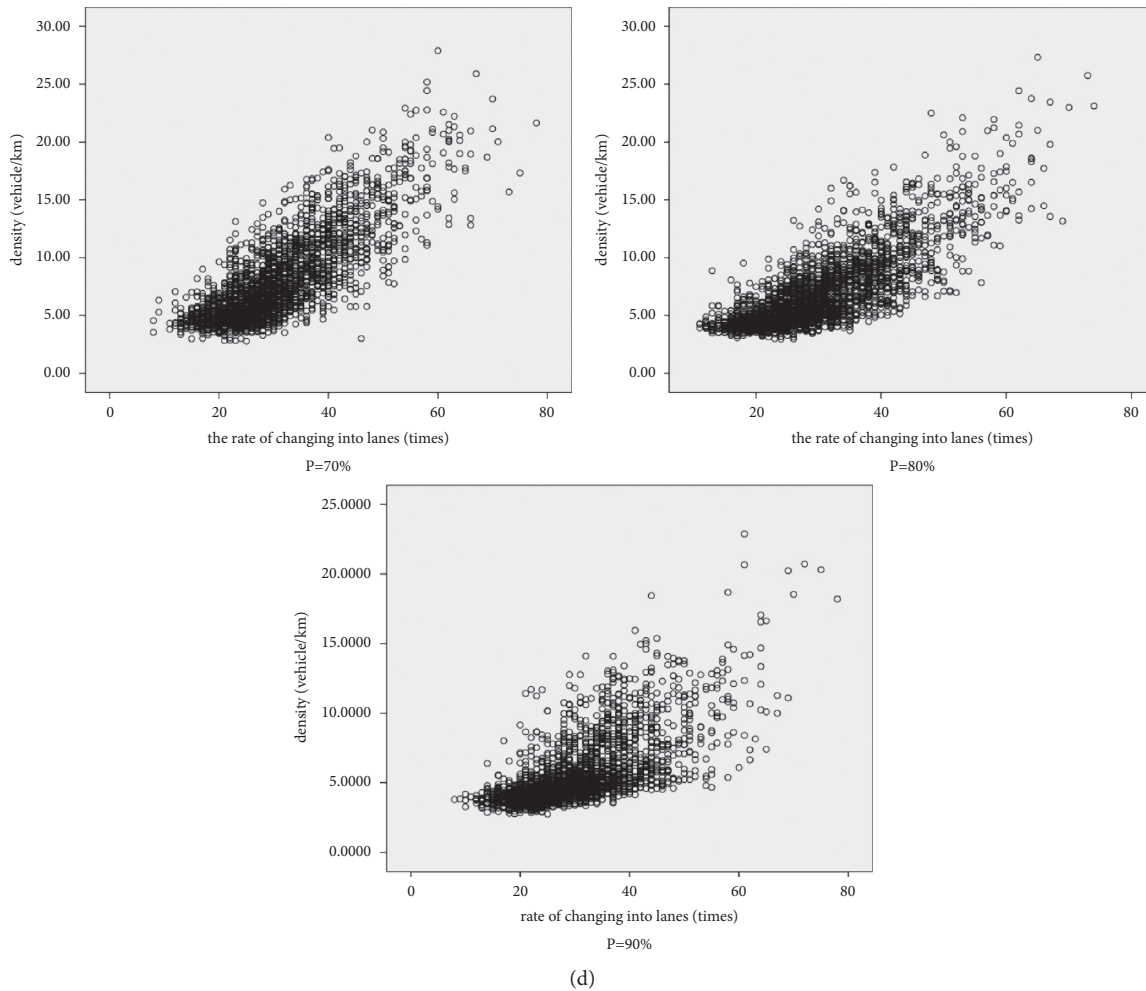 30.00
25.00
20.00
15.00
10.00
5.00
0.00
density (vehicle/km)
0 20 40 60 80
the rate of changing into lanes (times)
P=70%
30.00
25.00
20.00
15.00
10.00
5.00
0.00
density (vehicle/km)
20 40 60 80
the rate of changing into lanes (times)
P=80%
25.0000
20.0000
15.0000
10.0000
5.0000
0.0000
density (vehicle/km)
0 20 40 60 80
rate of changing into lanes (times)
P=90%
(d)